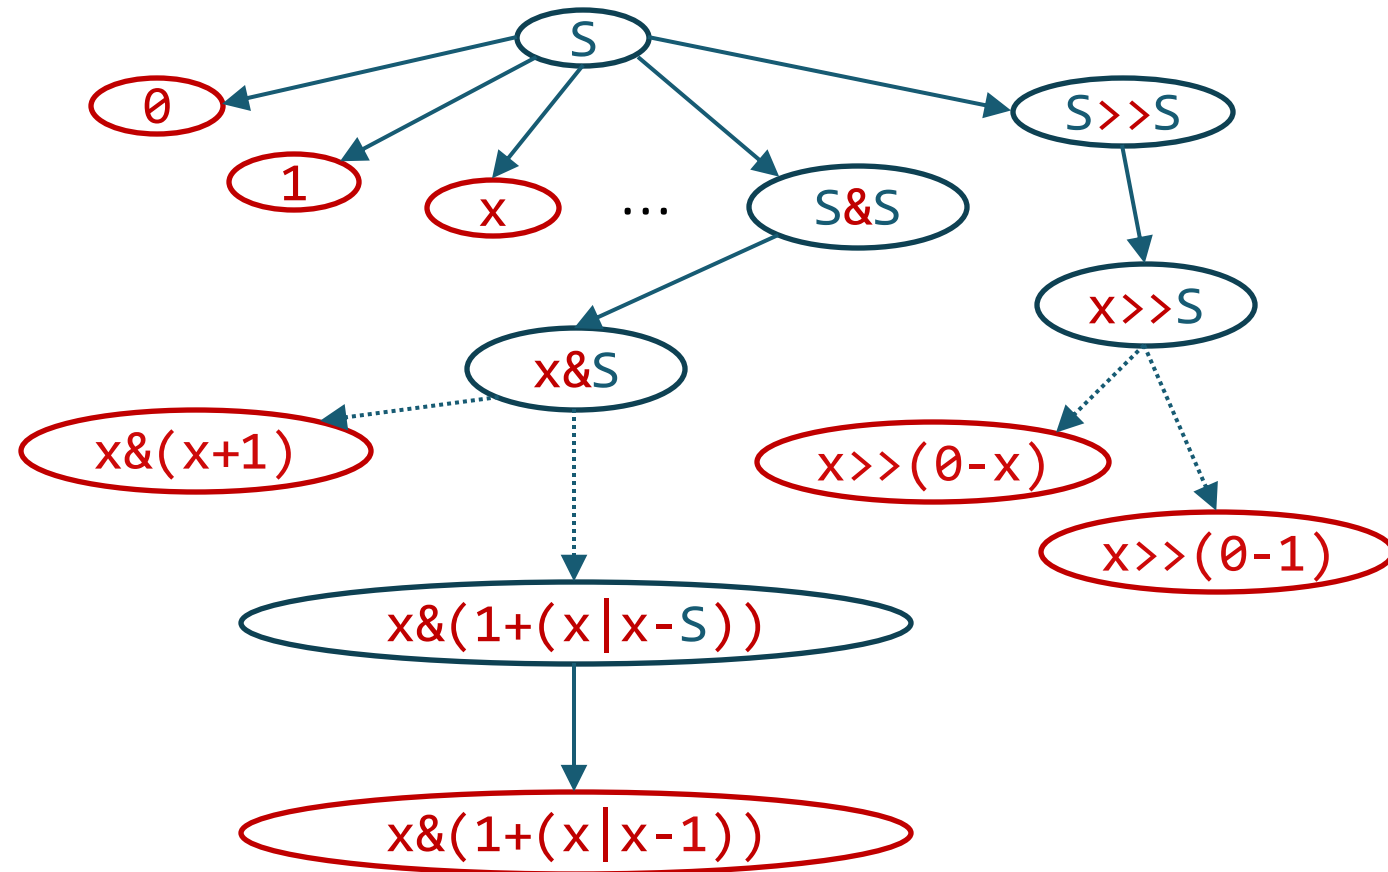 S
0
S>>S
1
x
...
S&S
x>>S
x&S
x&(x+1)
x>>(0-x)
x>>(0-1)
x&(1+(x|x-S))
x&(1+(x|x-1))